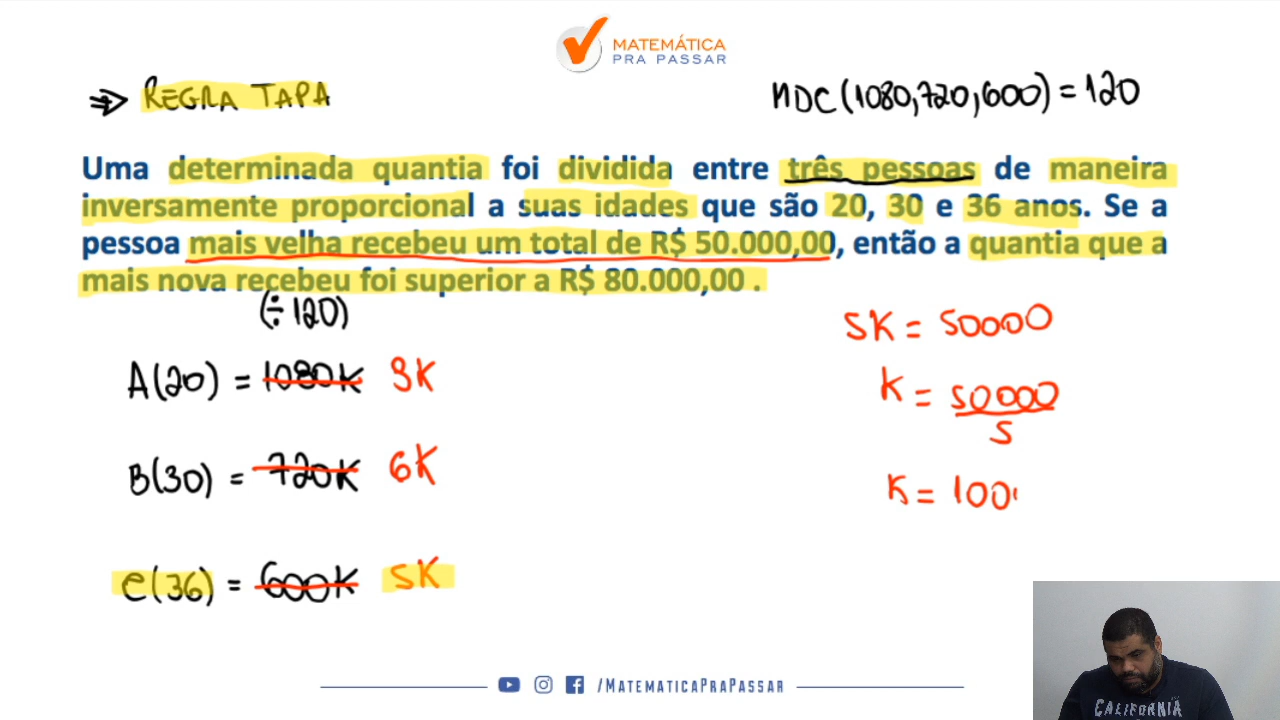 MATEMÁTICA
PRA PASSAR
⇒ REGRA TAPA
MDC(1080,720,600) = 120
Uma determinada quantia foi dividida entre três pessoas de maneira
inversamente proporcional a suas idades que são 20, 30 e 36 anos. Se a
pessoa mais velha recebeu um total de R$ 50.000,00, então a quantia que a
mais nova recebeu foi superior a R$ 80.000,00 .
(÷120)
A(20) = 1080K 9K
B(30) = 720K 6K
C(36) = 600K 5K
5K = 50000
K = 50000
5
K = 100
/MATEMATICAPRAPASSAR
CALIFORNIA